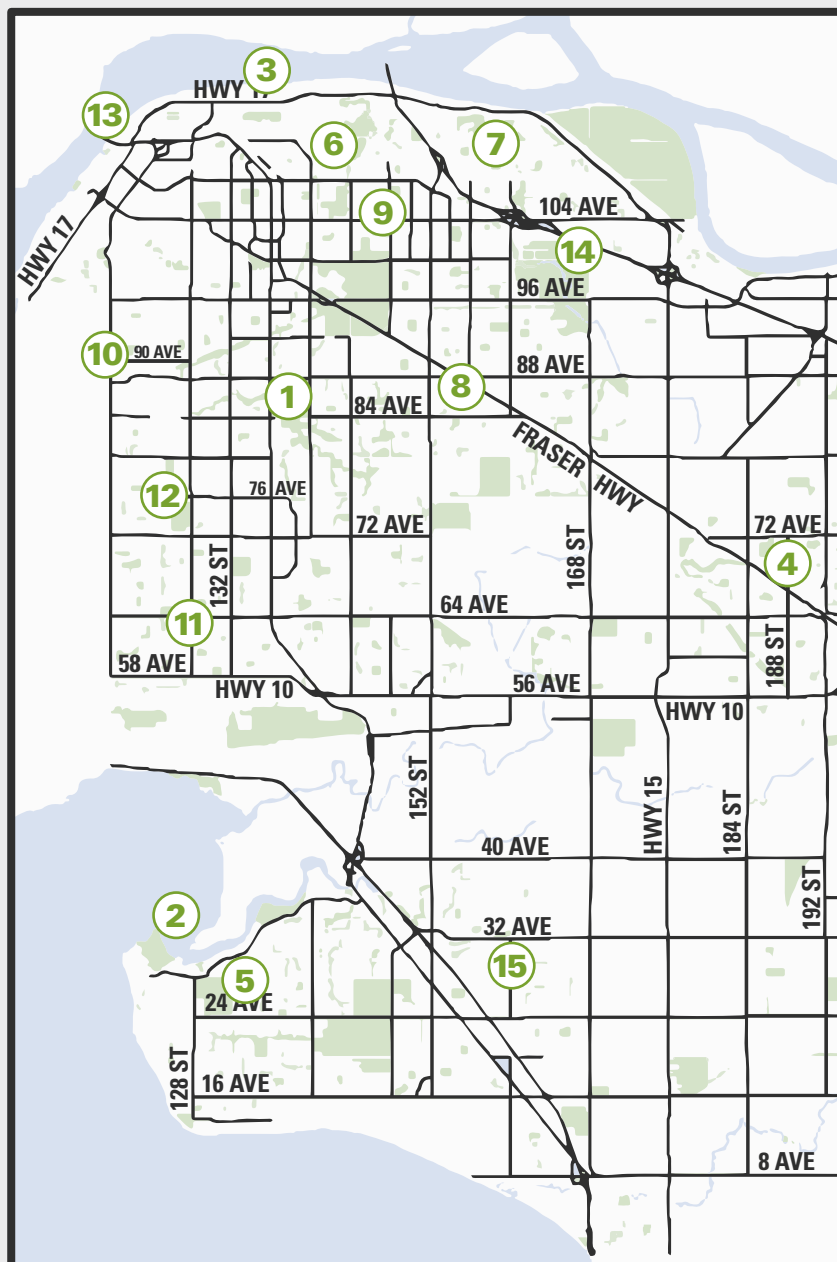 3
HWY 17
13
6
7
HWY 17
9
104 AVE
14
96 AVE
10
90 AVE
88 AVE
1
8
84 AVE
FRASER HWY
12
76 AVE
72 AVE
72 AVE
132 ST
168 ST
4
64 AVE
11
188 ST
58 AVE
HWY 10
56 AVE
HWY 10
152 ST
HWY 15
184 ST
40 AVE
192 ST
2
32 AVE
15
5
24 AVE
128 ST
16 AVE
8 AVE